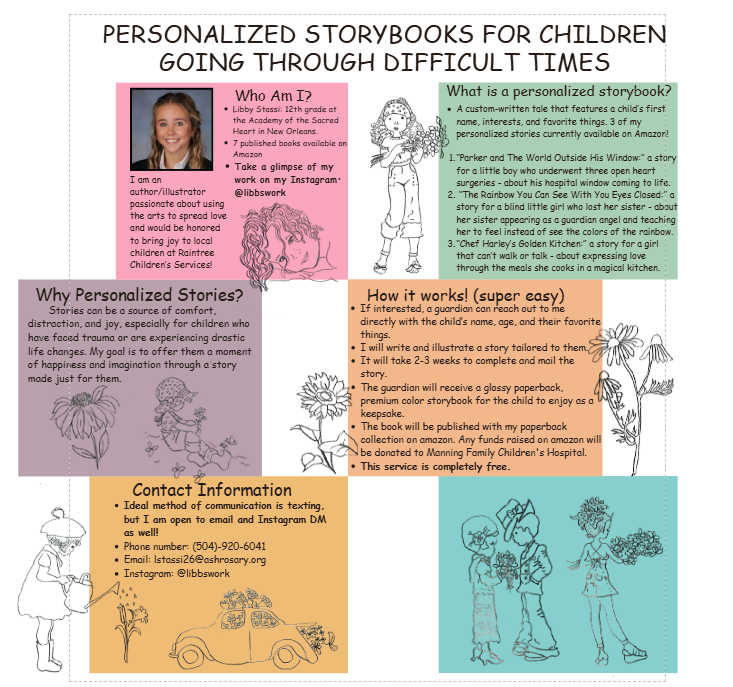 PERSONALIZED STORYBOOKS FOR CHILDREN
GOING THROUGH DIFFICULT TIMES
Who Am I?
• Libby Stassi: 12th grade at
the Academy of the Sacred
Heart in New Orleans.
• 7 published books available on
Amazon
• Take a glimpse of my
work on my Instagram·
@libbswork
I am an
author/illustrator
passionate about using
the arts to spread love
and would be honored
to bring joy to local
children at Raintree
Children's Services!
What is a personalized storybook?
• A custom-written tale that features a child's first
name, interests, and favorite things. 3 of my
personalized stories currently available on Amazon!
1. "Parker and The World Outside His Window:" a story
for a little boy who underwent three open heart
surgeries - about his hospital window coming to life.
2. "The Rainbow You Can See With You Eyes Closed:" a
story for a blind little girl who lost her sister - about
her sister appearing as a guardian angel and teaching
her to feel instead of see the colors of the rainbow.
3. "Chef Harley's Golden Kitchen:" a story for a girl
that can't walk or talk - about expressing love
through the meals she cooks in a magical kitchen.
Why Personalized Stories?
Stories can be a source of comfort,
distraction, and joy, especially for children who
have faced trauma or are experiencing drastic
life changes. My goal is to offer them a moment
of happiness and imagination through a story
made just for them.
How it works! (super easy)
• If interested, a guardian can reach out to me
directly with the child's name, age, and their favorite
things.
• I will write and illustrate a story tailored to them.
• It will take 2-3 weeks to complete and mail the
story.
• The guardian will receive a glossy paperback,
premium color storybook for the child to enjoy as a
keepsake.
• The book will be published with my paperback
collection on amazon. Any funds raised on amazon will
be donated to Manning Family Children's Hospital.
• This service is completely free.
Contact Information
• Ideal method of communication is texting,
but I am open to email and Instagram DM
as well!
• Phone number: (504)-920-6041
• Email: lstassi26@ashrosary.org
• Instagram: @libbswork